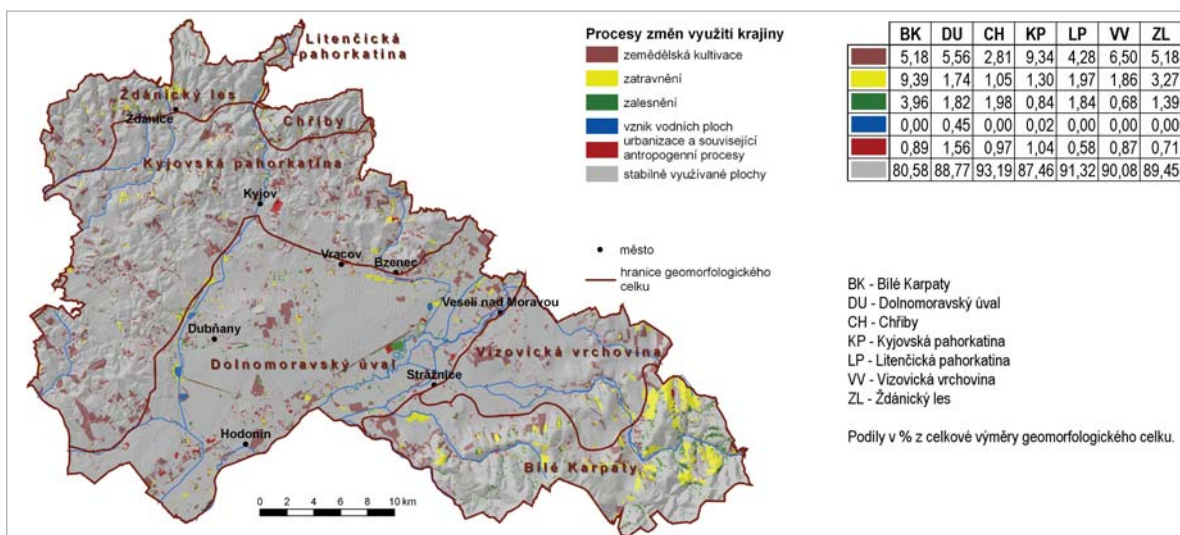 Litenčická
pahorkatina
Ždánický les
Ždánice
Chřiby
Kyjovská pahorkatina
Kyjov
Vracov
Bzenec
Veselí nad Moravou
Dubňany
Dolnomoravský úval
Vizovická vrchovina
Strážnice
Hodonín
Bílé Karpaty
0 2 4 6 8 10 km
Procesy změn využití krajiny
zemědělská kultivace
zatravnění
zalesnění
vznik vodních ploch
urbanizace a související
antropogenní procesy
stabilně využívané plochy
město
hranice geomorfologického
celku
BK DU CH KP LP VV ZL
5,18 5,56 2,81 9,34 4,28 6,50 5,18
9,39 1,74 1,05 1,30 1,97 1,86 3,27
3,96 1,82 1,98 0,84 1,84 0,68 1,39
0,00 0,45 0,00 0,02 0,00 0,00 0,00
0,89 1,56 0,97 1,04 0,58 0,87 0,71
80,58 88,77 93,19 87,46 91,32 90,08 89,45
BK - Bílé Karpaty
DU - Dolnomoravský úval
CH - Chřiby
KP - Kyjovská pahorkatina
LP - Litenčická pahorkatina
VV - Vizovická vrchovina
ZL - Ždánický les
Podíly v % z celkové výměry geomorfologického celku.